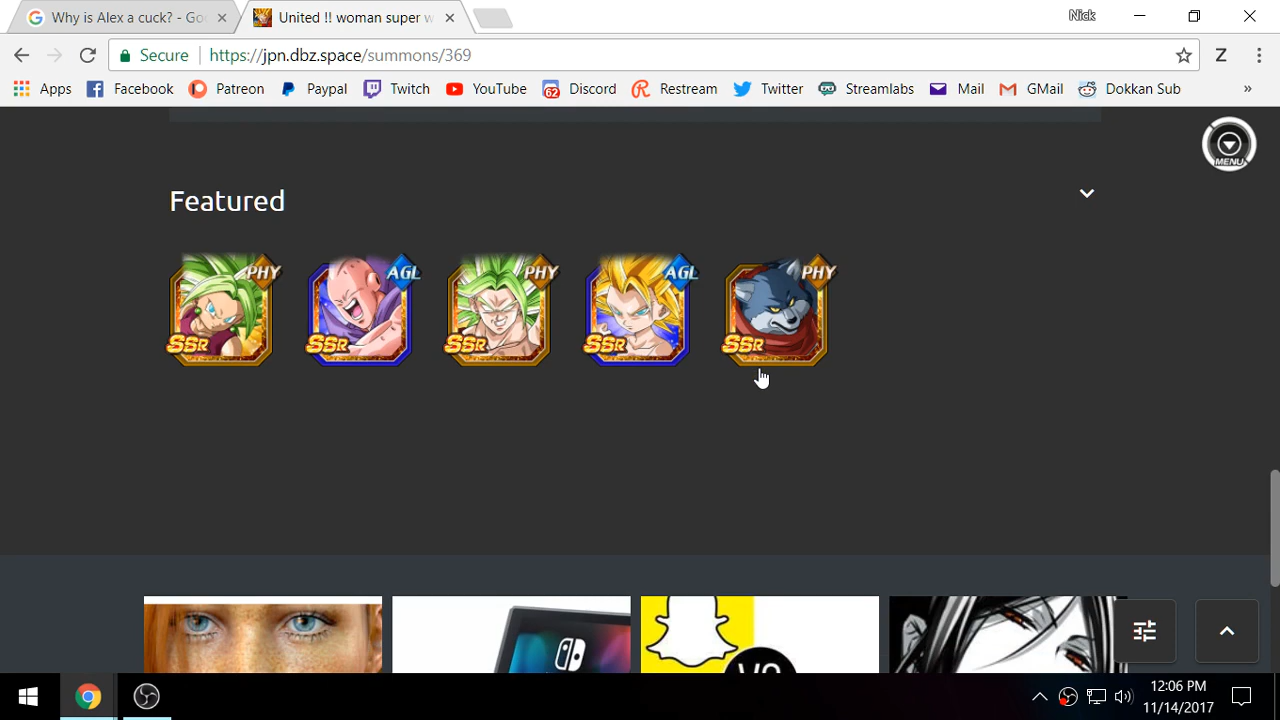 Why is Alex a cuck? - Goo
United !! woman super w
Nick
Secure
https://jpn.dbz.space/summons/369
Z
Apps
Facebook
Patreon
Paypal
Twitch
YouTube
62
Discord
Restream
Twitter
Streamlabs
Mail
GMail
Dokkan Sub
»
MENU
Featured
PHY
AGL
PHY
AGL
PHY
SSR
SSR
SSR
SSR
SSR
12:06 PM
11/14/2017